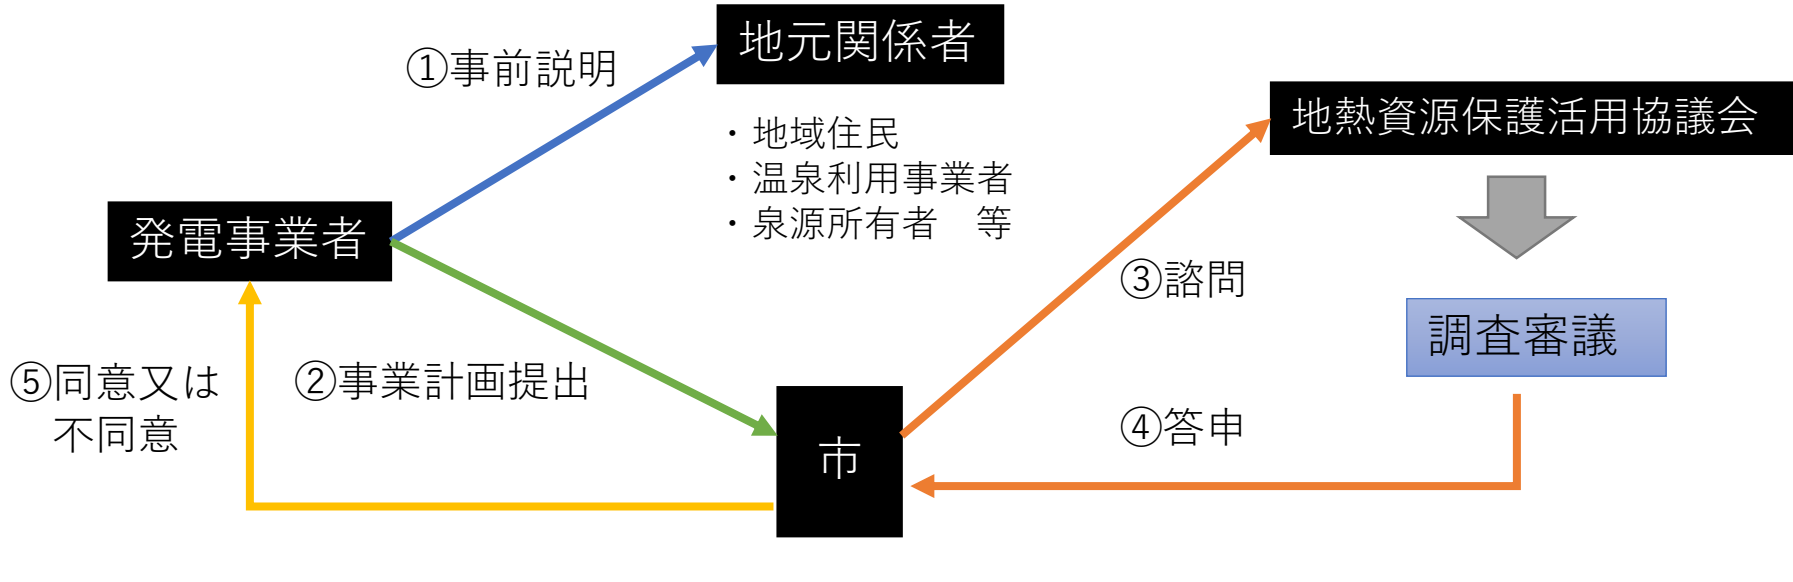 ①事前説明
地元関係者
・地域住民
・温泉利用事業者
・泉源所有者　等
地熱資源保護活用協議会
発電事業者
③諮問
調査審議
⑤同意又は
不同意
②事業計画提出
④答申
市